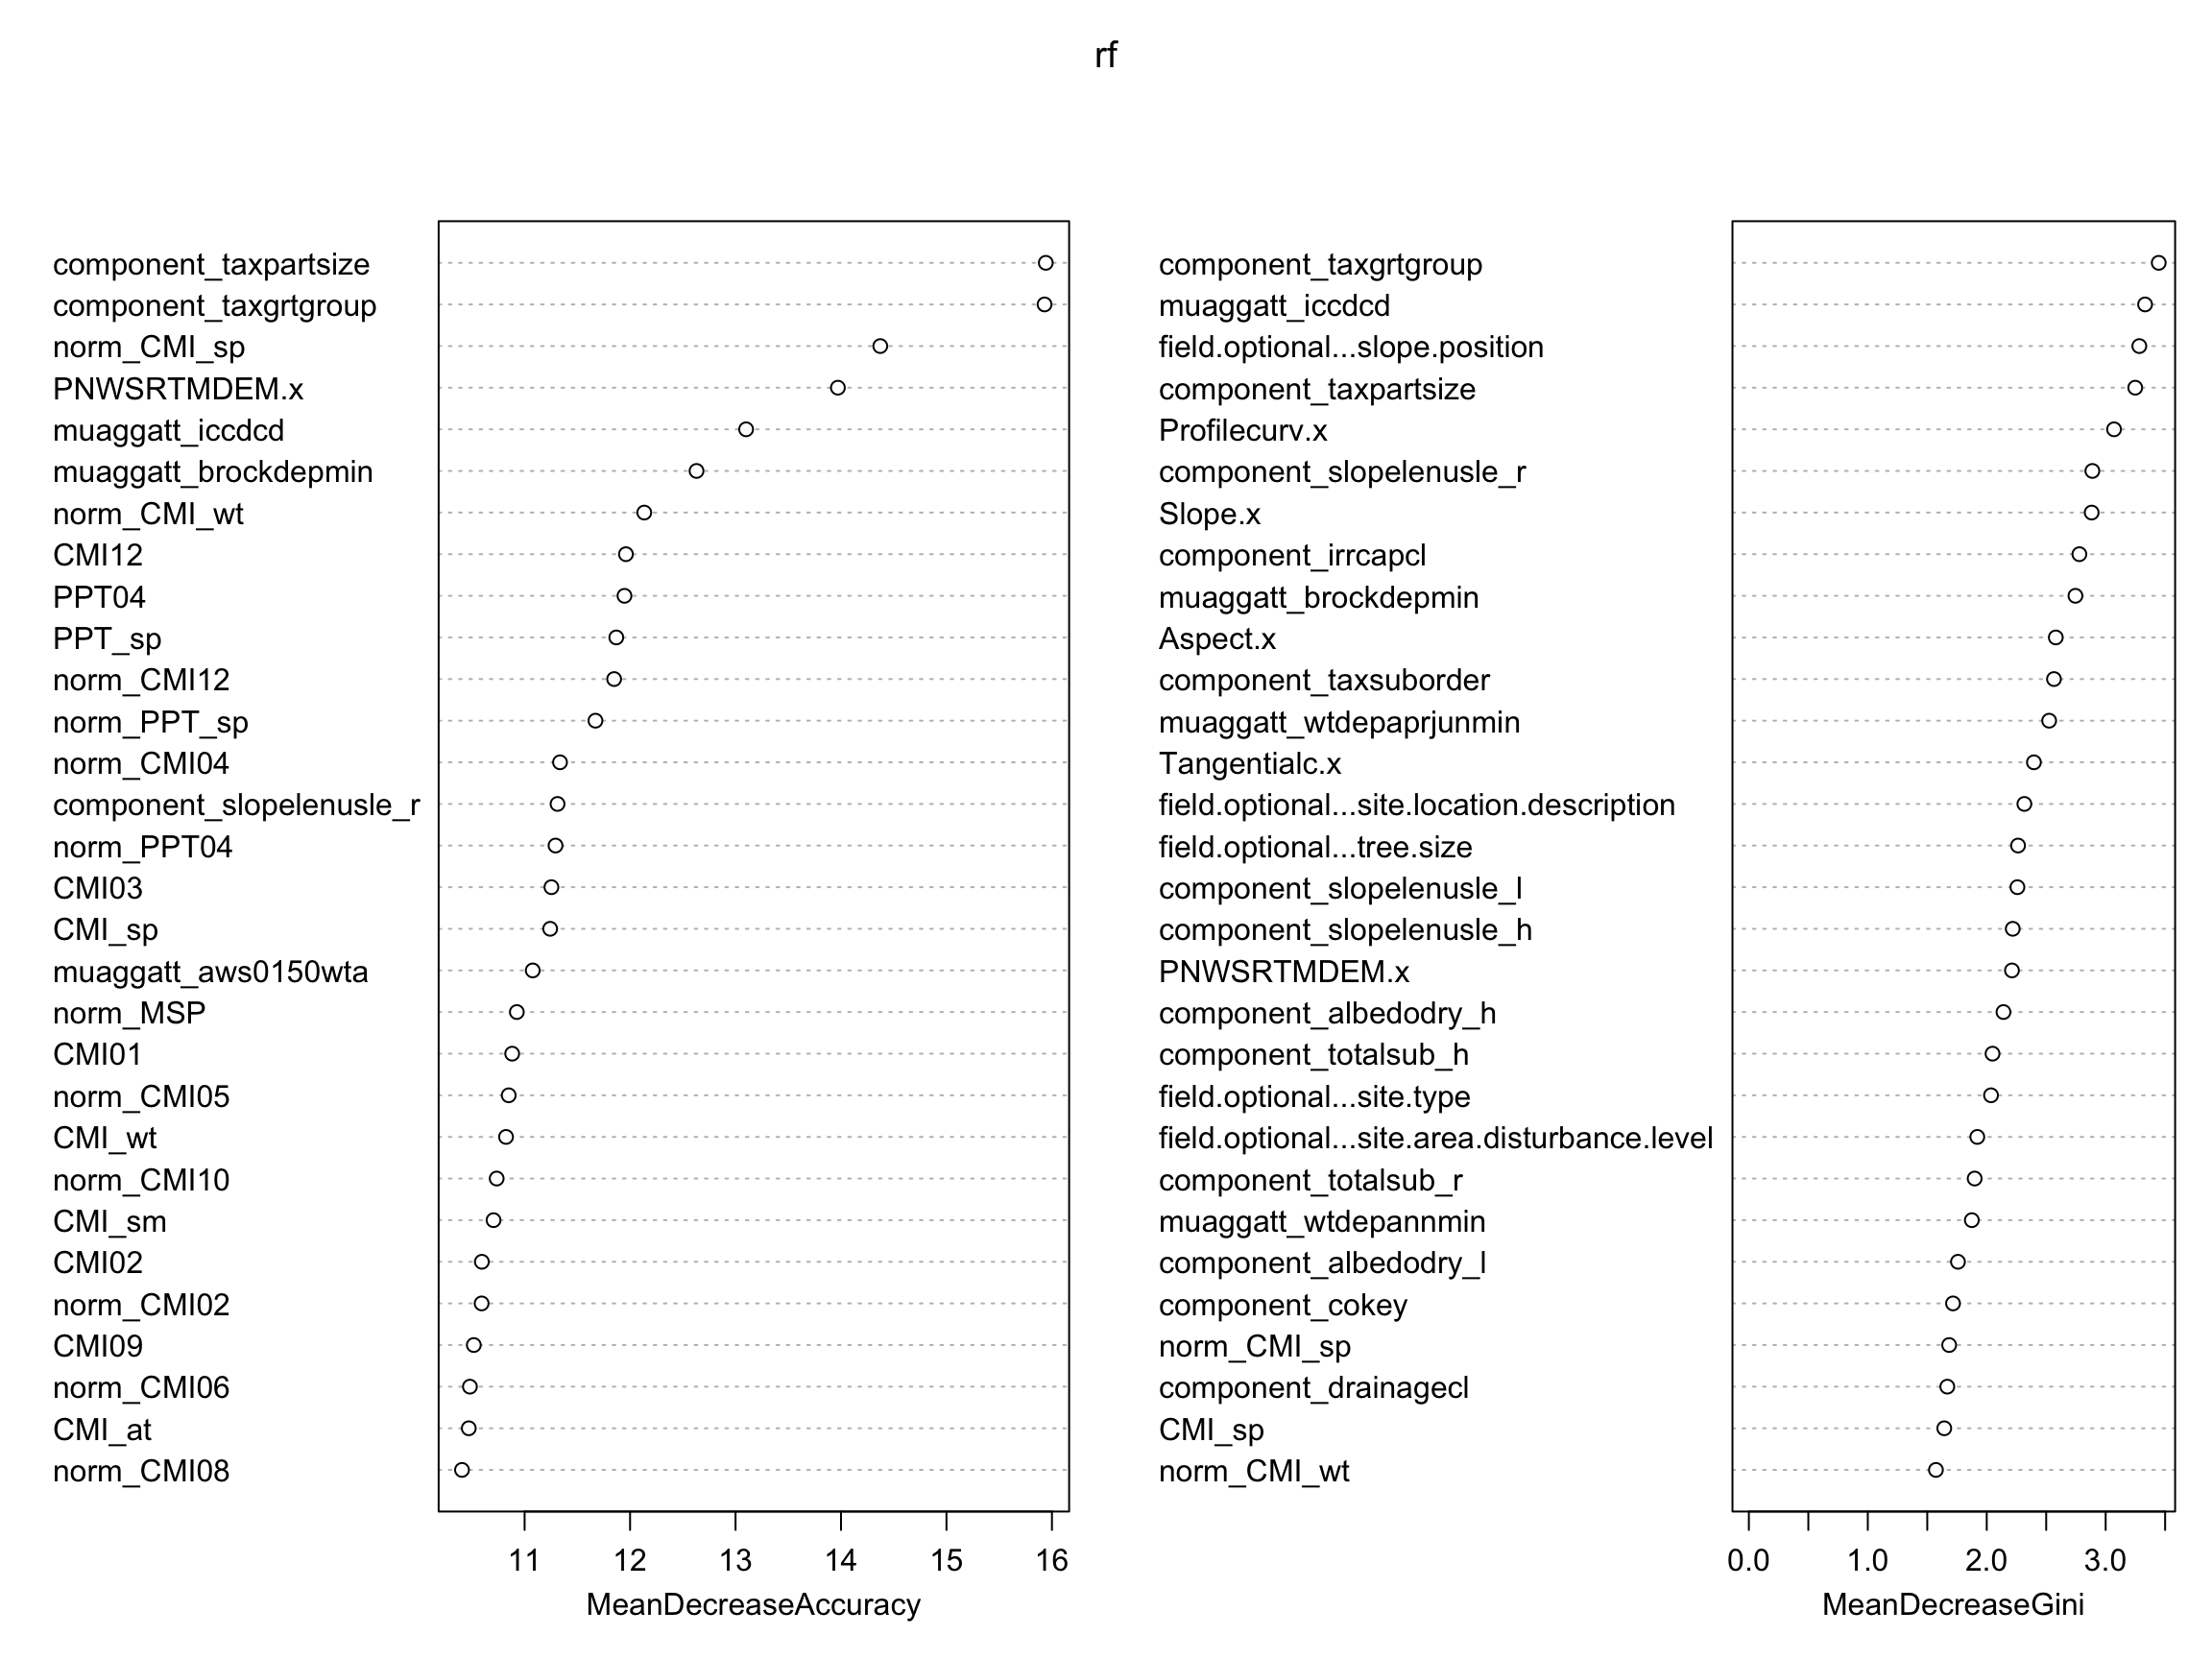 rf
component_taxpartsize
component_taxgrtgroup
norm_CMI_sp
PNWSRTMDEM.x
muaggatt_iccdcd
muaggatt_brockdepmin
norm_CMI_wt
CMI12
PPT04
PPT_sp
norm_CMI12
norm_PPT_sp
norm_CMI04
component_slopelenusle_r
norm_PPT04
CMI03
CMI_sp
muaggatt_aws0150wta
norm_MSP
CMI01
norm_CMI05
CMI_wt
norm_CMI10
CMI_sm
CMI02
norm_CMI02
CMI09
norm_CMI06
CMI_at
norm_CMI08
11 12 13 14 15 16
MeanDecreaseAccuracy
component_taxgrtgroup
muaggatt_iccdcd
field.optional...slope.position
component_taxpartsize
Profilecurv.x
component_slopelenusle_r
Slope.x
component_irrcapcl
muaggatt_brockdepmin
Aspect.x
component_taxsuborder
muaggatt_wtdepaprjunmin
Tangentialc.x
field.optional...site.location.description
field.optional...tree.size
component_slopelenusle_l
component_slopelenusle_h
PNWSRTMDEM.x
component_albedodry_h
component_totalsub_h
field.optional...site.type
field.optional...site.area.disturbance.level
component_totalsub_r
muaggatt_wtdepannmin
component_albedodry_l
component_cokey
norm_CMI_sp
component_drainagecl
CMI_sp
norm_CMI_wt
0.0 1.0 2.0 3.0
MeanDecreaseGini